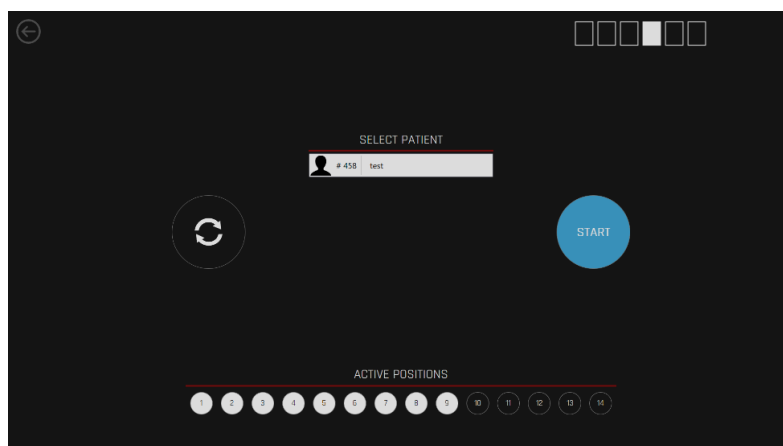 SELECT PATIENT
# 458 test
START
ACTIVE POSITIONS
1 2 3 4 5 6 7 8 9 10 11 12 13 14